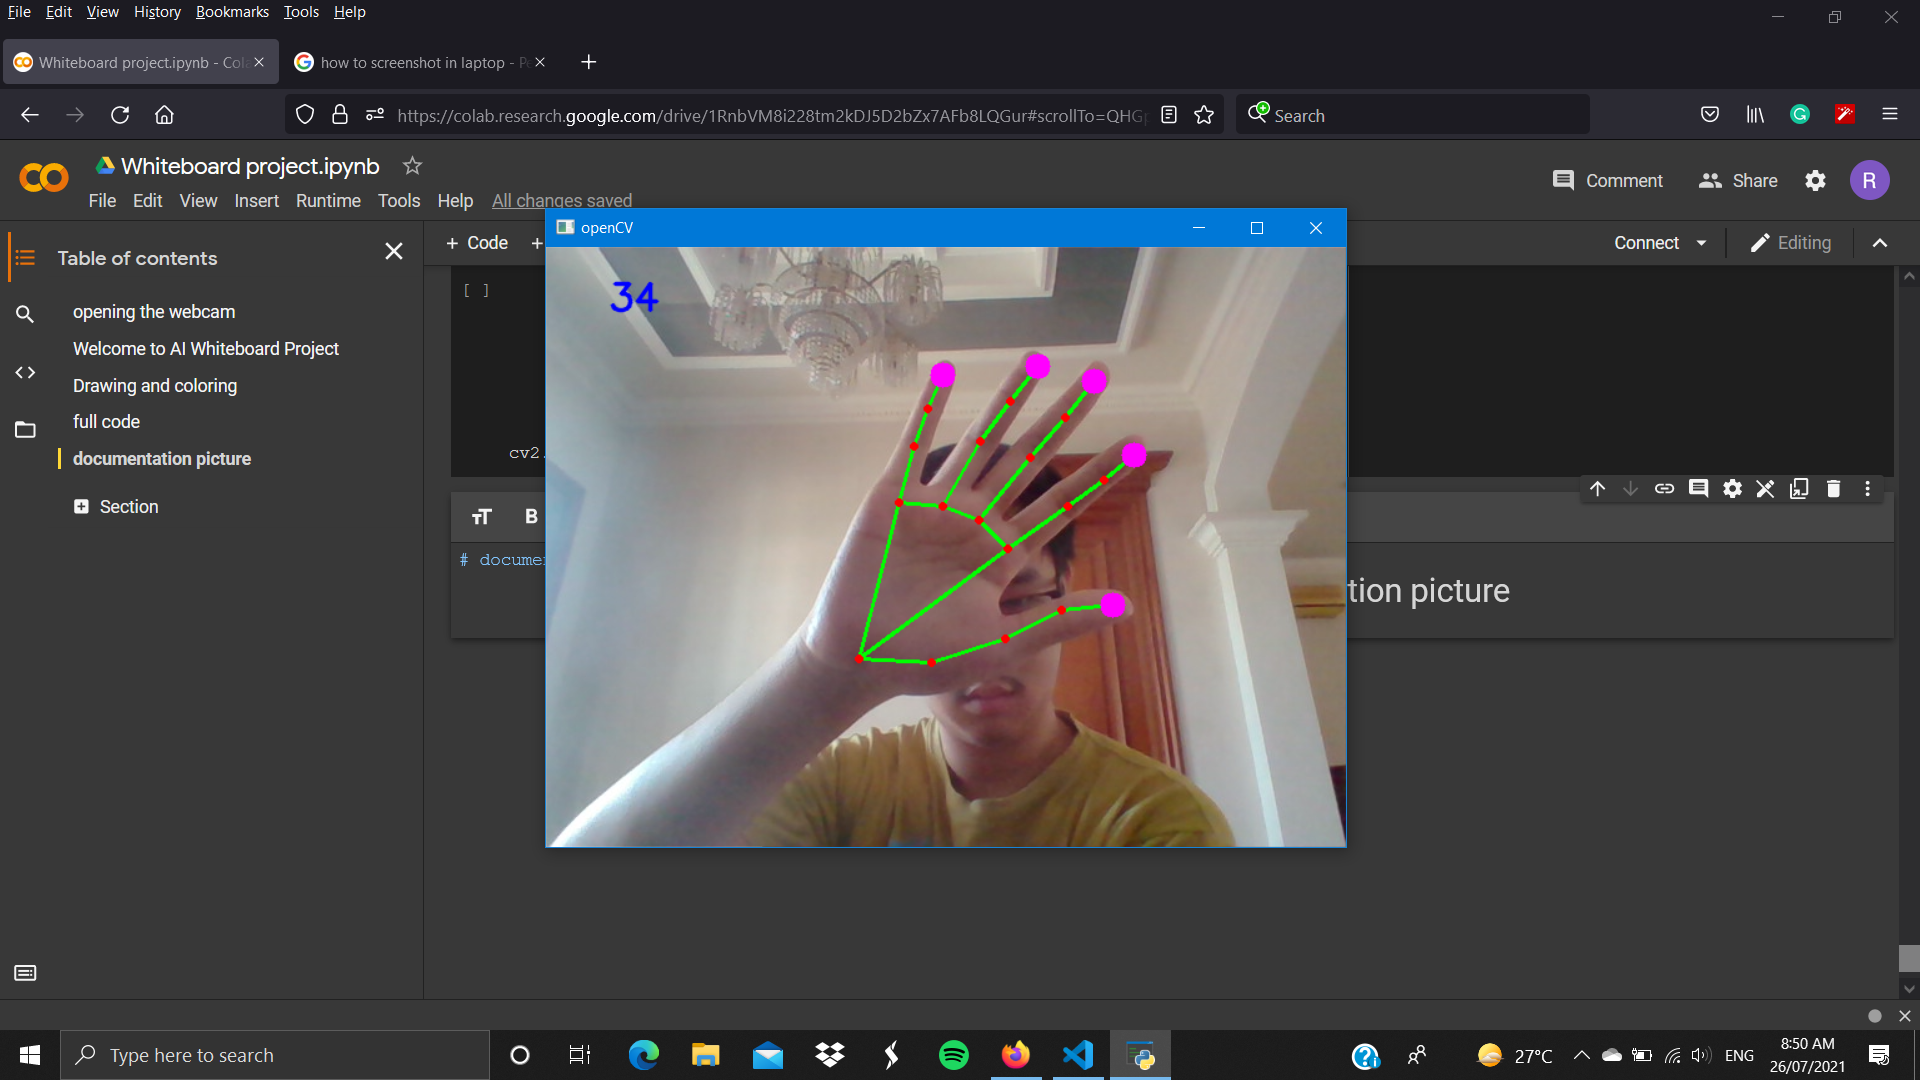 File Edit View History Bookmarks Tools Help
Whiteboard project.ipynb - Cola
how to screenshot in laptop - Pe
https://colab.research.google.com/drive/1RnbVM8i228tm2kDJ5D2bZx7AFb8LQGur#scrollTo=QHGp
Search
Whiteboard project.ipynb
Comment Share R
File Edit View Insert Runtime Tools Help All changes saved
openCV
Table of contents
+ Code +
Connect Editing
34
[ ]
opening the webcam
Welcome to AI Whiteboard Project
Drawing and coloring
full code
documentation picture
Section
cv2.
B
# documen
tion picture
Type here to search
27°C ENG
8:50 AM
26/07/2021